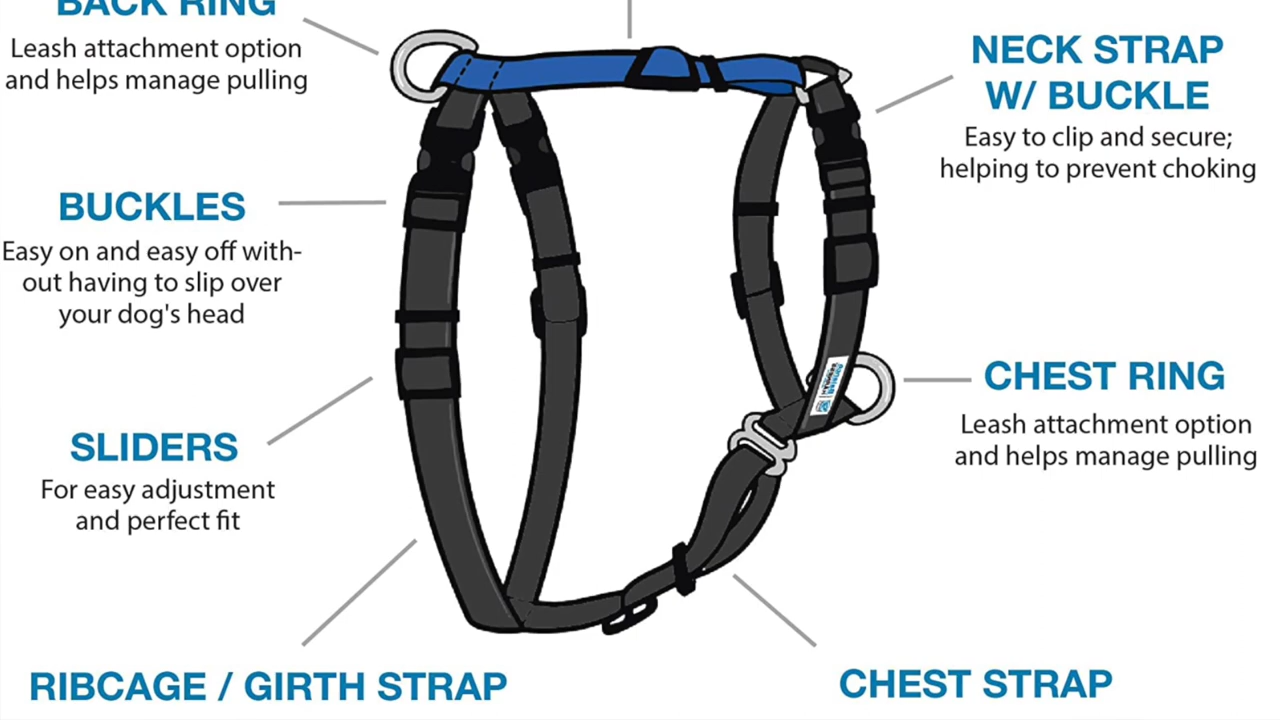 BACK RING
Leash attachment option
and helps manage pulling
NECK STRAP
W/ BUCKLE
Easy to clip and secure;
helping to prevent choking
BUCKLES
Easy on and easy off with-
out having to slip over
your dog's head
CHEST RING
Leash attachment option
and helps manage pulling
SLIDERS
For easy adjustment
and perfect fit
RIBCAGE / GIRTH STRAP
CHEST STRAP